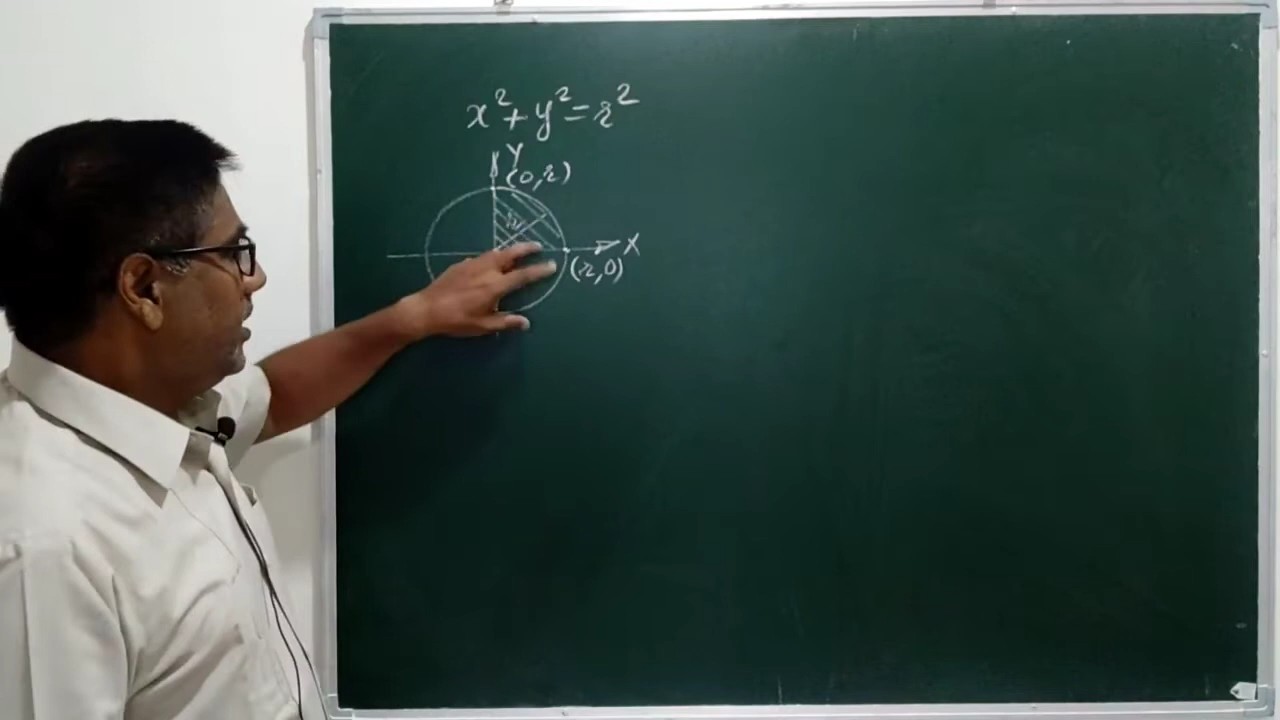 x²+y²=r²
Y
(0,r)
r
X
(r,0)